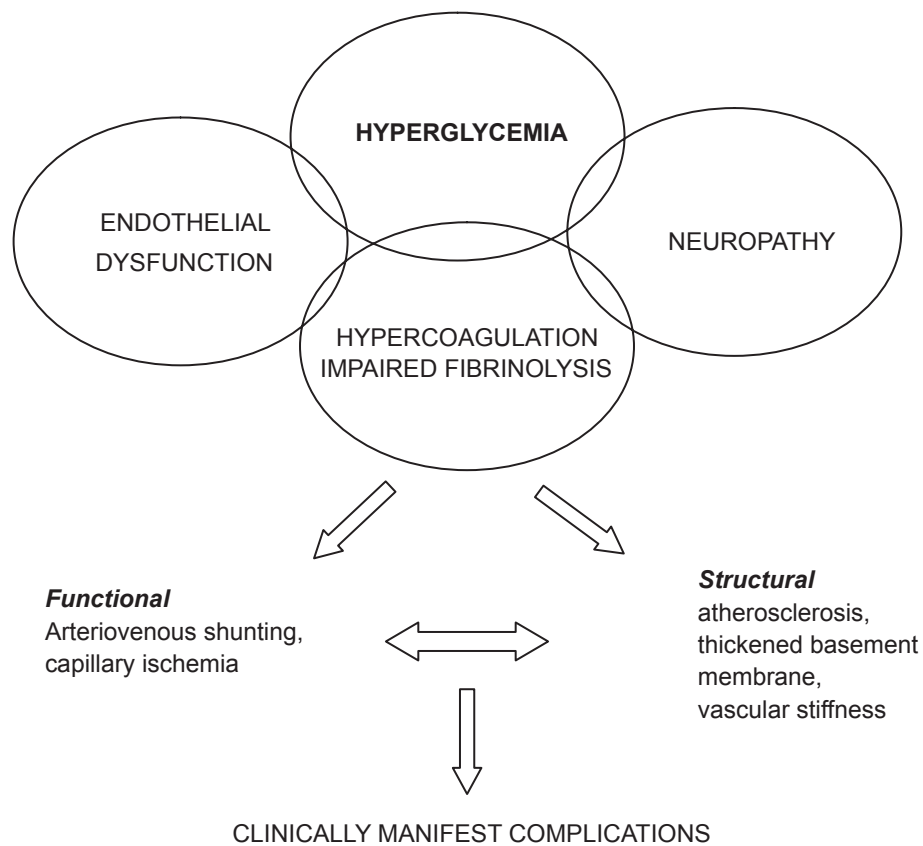 HYPERGLYCEMIA
ENDOTHELIAL
DYSFUNCTION
NEUROPATHY
HYPERCOAGULATION
IMPAIRED FIBRINOLYSIS
Functional
Arteriovenous shunting,
capillary ischemia
Structural
atherosclerosis,
thickened basement
membrane,
vascular stiffness
CLINICALLY MANIFEST COMPLICATIONS